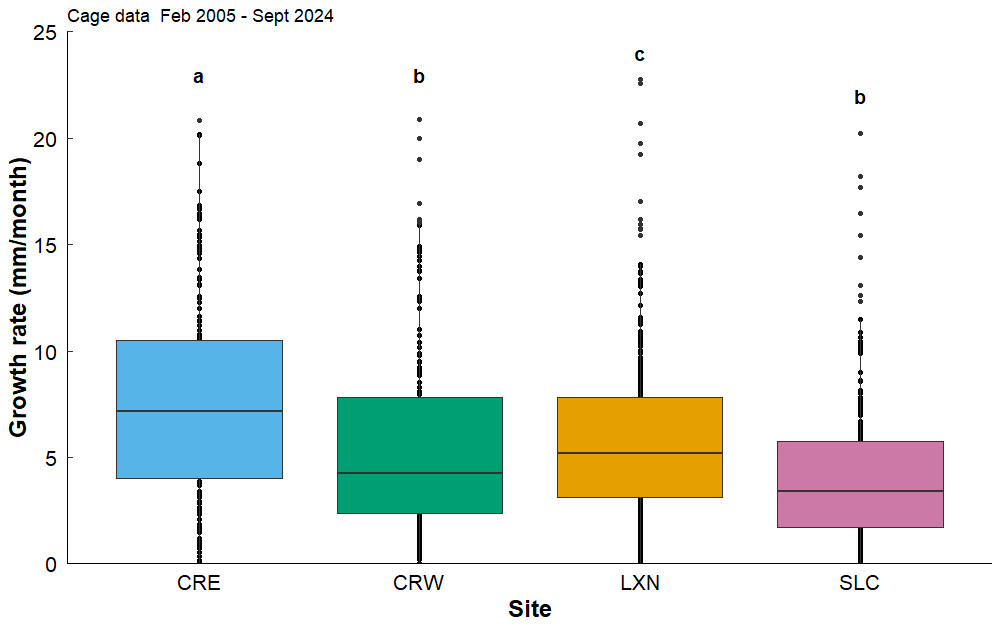 Cage data  Feb 2005 - Sept 2024
Growth rate (mm/month)
25
20
15
10
5
0
a
b
c
b
CRE
CRW
LXN
SLC
Site